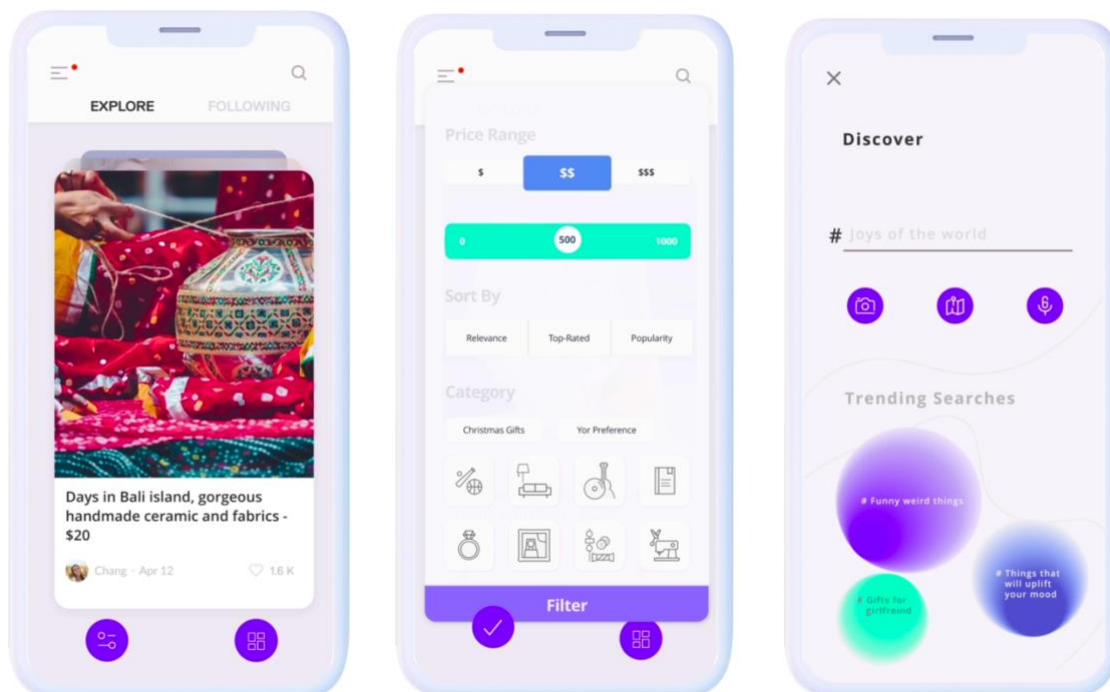 EXPLORE FOLLOWING
Days in Bali island, gorgeous
handmade ceramic and fabrics -
$20
Chang - Apr 12 1.6 K
Price Range
$ $$ $$$
0 500 1000
Sort By
Relevance Top-Rated Popularity
Category
Christmas Gifts Yor Preference
Filter
Discover
# Joys of the world
Trending Searches
# Funny weird things
# Things that
will uplift
your mood
# Gifts for
girlfreind